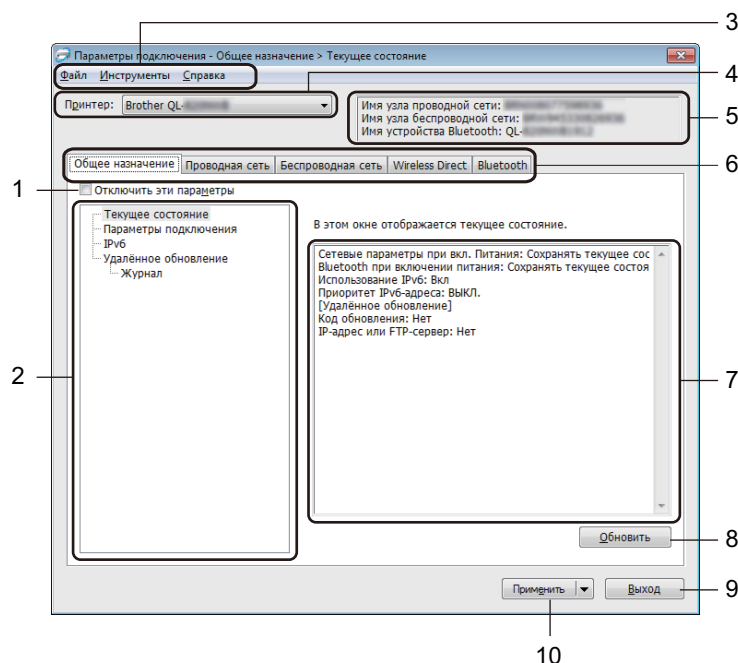 3
Параметры подключения - Общее назначение > Текущее состояние
Файл Инструменты Справка
4
Принтер: Brother QL-
Имя узла проводной сети:
Имя узла беспроводной сети:
Имя устройства Bluetooth: QL-
5
Общее назначение Проводная сеть Беспроводная сеть Wireless Direct Bluetooth
6
1
Отключить эти параметры
Текущее состояние
Параметры подключения
IPv6
Удалённое обновление
Журнал
2
В этом окне отображается текущее состояние.
Сетевые параметры при вкл. Питания: Сохранять текущее сос
Bluetooth при включении питания: Сохранять текущее состоя
Использование IPv6: Вкл
Приоритет IPv6-адреса: ВЫКЛ.
[Удалённое обновление]
Код обновления: Нет
IP-адрес или FTP-сервер: Нет
7
Обновить
8
Применить
Выход
9
10